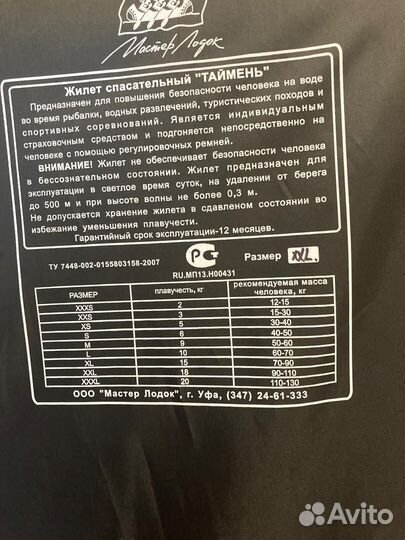 Мастер Лодок
Жилет спасательный "ТАЙМЕНЬ"
Предназначен для повышения безопасности человека на воде
во время рыбалки, водных развлечений, туристических походов и
спортивных соревнований. Является индивидуальным
страховочным средством и подгоняется непосредственно на
человеке с помощью регулировочных ремней.
ВНИМАНИЕ! Жилет не обеспечивает безопасности человека
в бессознательном состоянии. Жилет предназначен для
эксплуатации в светлое время суток, на удалении от берега
до 500 м и при высоте волны не более 0,3 м.
Не допускается хранение жилета в сдавленном состоянии во
избежание уменьшения плавучести.
Гарантийный срок эксплуатации-12 месяцев.
ТУ 7448-002-0155803158-2007
Размер XXL
RU.МП13.Н00431
РАЗМЕР плавучесть, кг рекомендуемая масса человека, кг
XXXS 2 12-15
XXS 3 15-30
XS 5 30-40
S 6 40-50
M 9 50-60
L 10 60-70
XL 15 70-90
XXL 18 90-110
XXXL 20 110-130
ООО "Мастер Лодок", г. Уфа, (347) 24-61-333
Avito